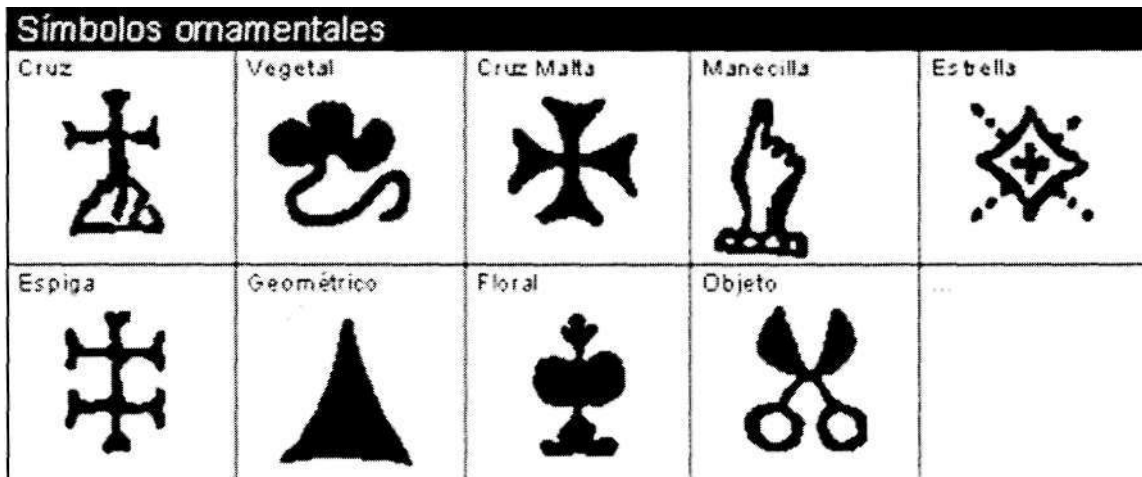 Símbolos ornamentales
Cruz Vegetal Cruz Malta Manecilla Estrella
Espiga Geométrico Floral Objeto ...